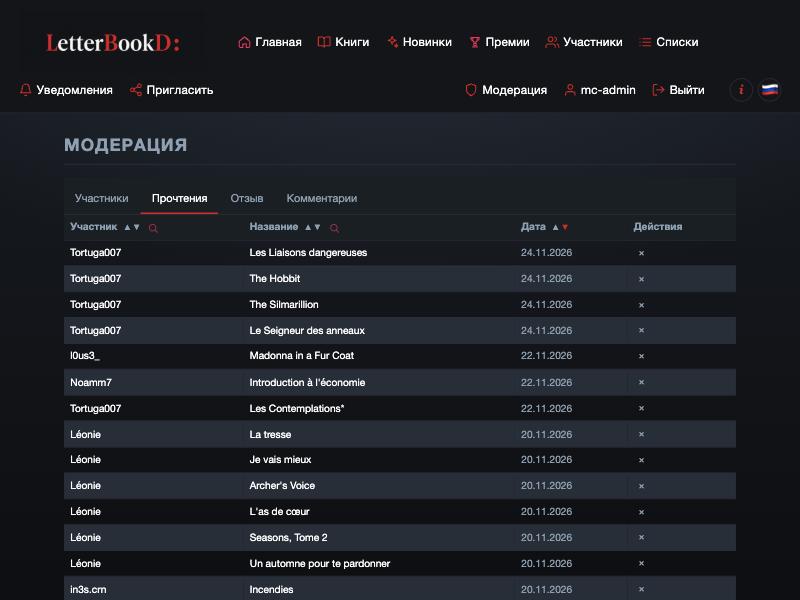 LetterBookD:
Главная Книги Новинки Премии Участники Списки
Уведомления Пригласить Модерация mc-admin Выйти i
МОДЕРАЦИЯ
Участники Прочтения Отзыв Комментарии
Участник ▲▼ Название ▲▼ Дата ▲▼ Действия
Tortuga007 Les Liaisons dangereuses 24.11.2026 ×
Tortuga007 The Hobbit 24.11.2026 ×
Tortuga007 The Silmarillion 24.11.2026 ×
Tortuga007 Le Seigneur des anneaux 24.11.2026 ×
l0us3_ Madonna in a Fur Coat 22.11.2026 ×
Noamm7 Introduction à l'économie 22.11.2026 ×
Tortuga007 Les Contemplations* 22.11.2026 ×
Léonie La tresse 20.11.2026 ×
Léonie Je vais mieux 20.11.2026 ×
Léonie Archer's Voice 20.11.2026 ×
Léonie L'as de cœur 20.11.2026 ×
Léonie Seasons, Tome 2 20.11.2026 ×
Léonie Un automne pour te pardonner 20.11.2026 ×
in3s.crn Incendies 20.11.2026 ×